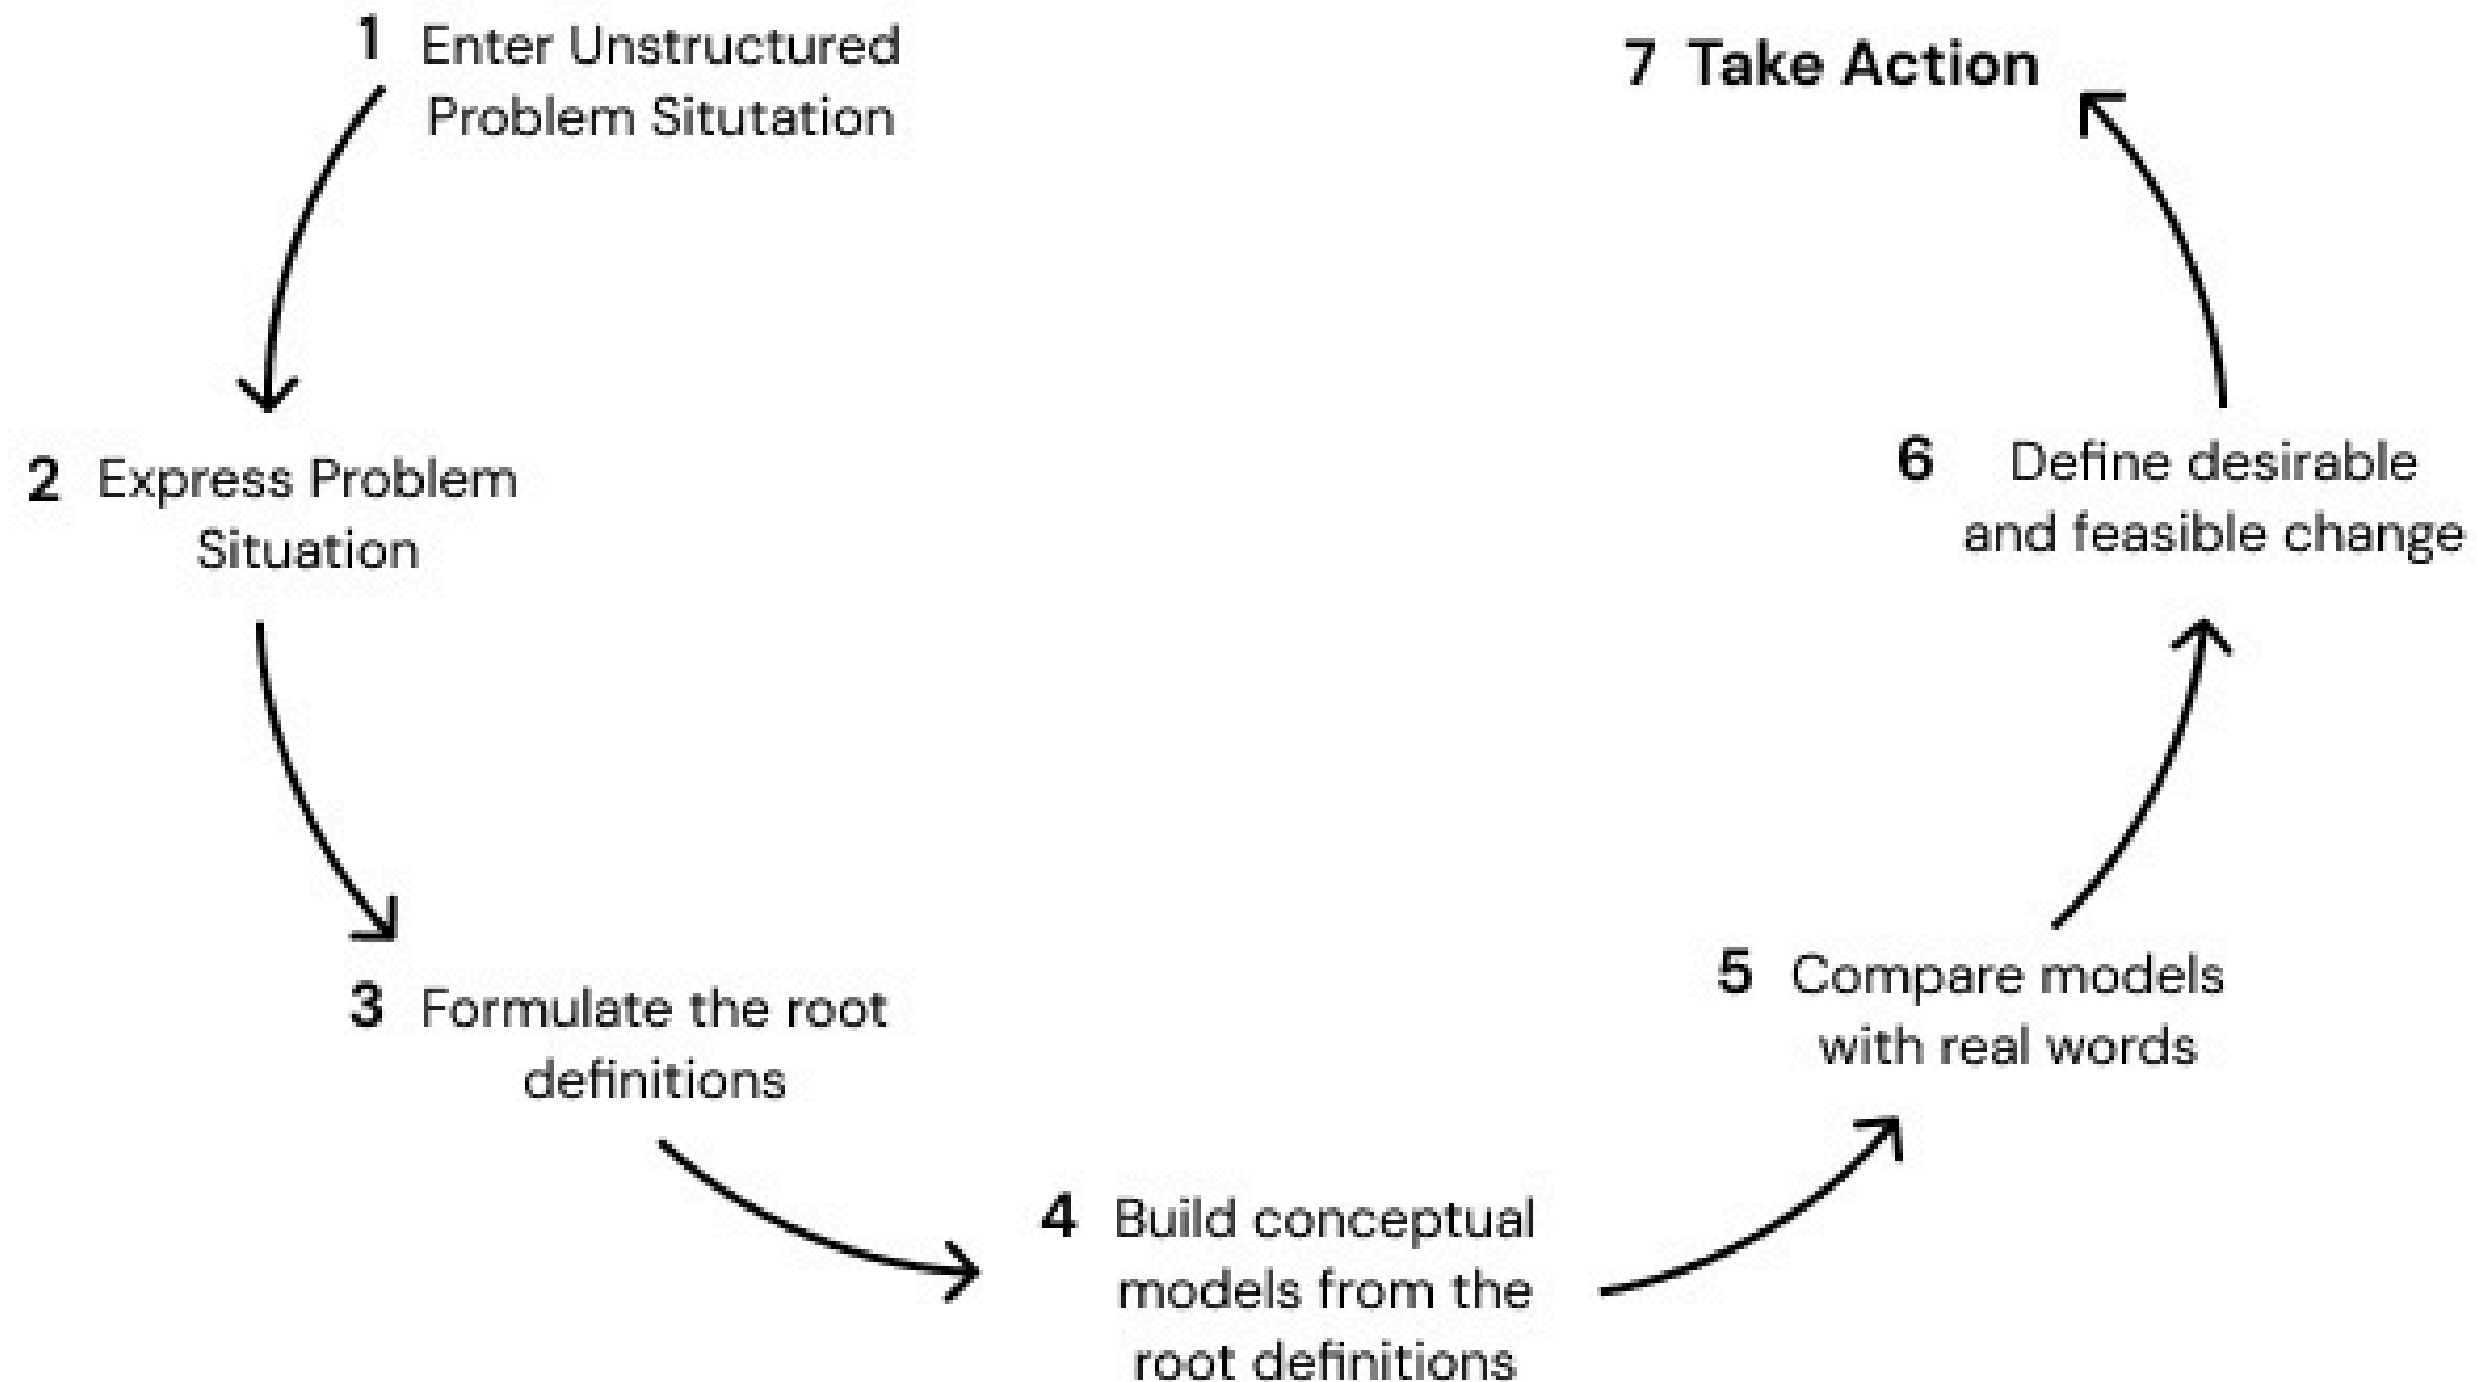 1 Enter Unstructured
Problem Situtation
2 Express Problem
Situation
3 Formulate the root
definitions
4 Build conceptual
models from the
root definitions
5 Compare models
with real words
6 Define desirable
and feasible change
7 Take Action